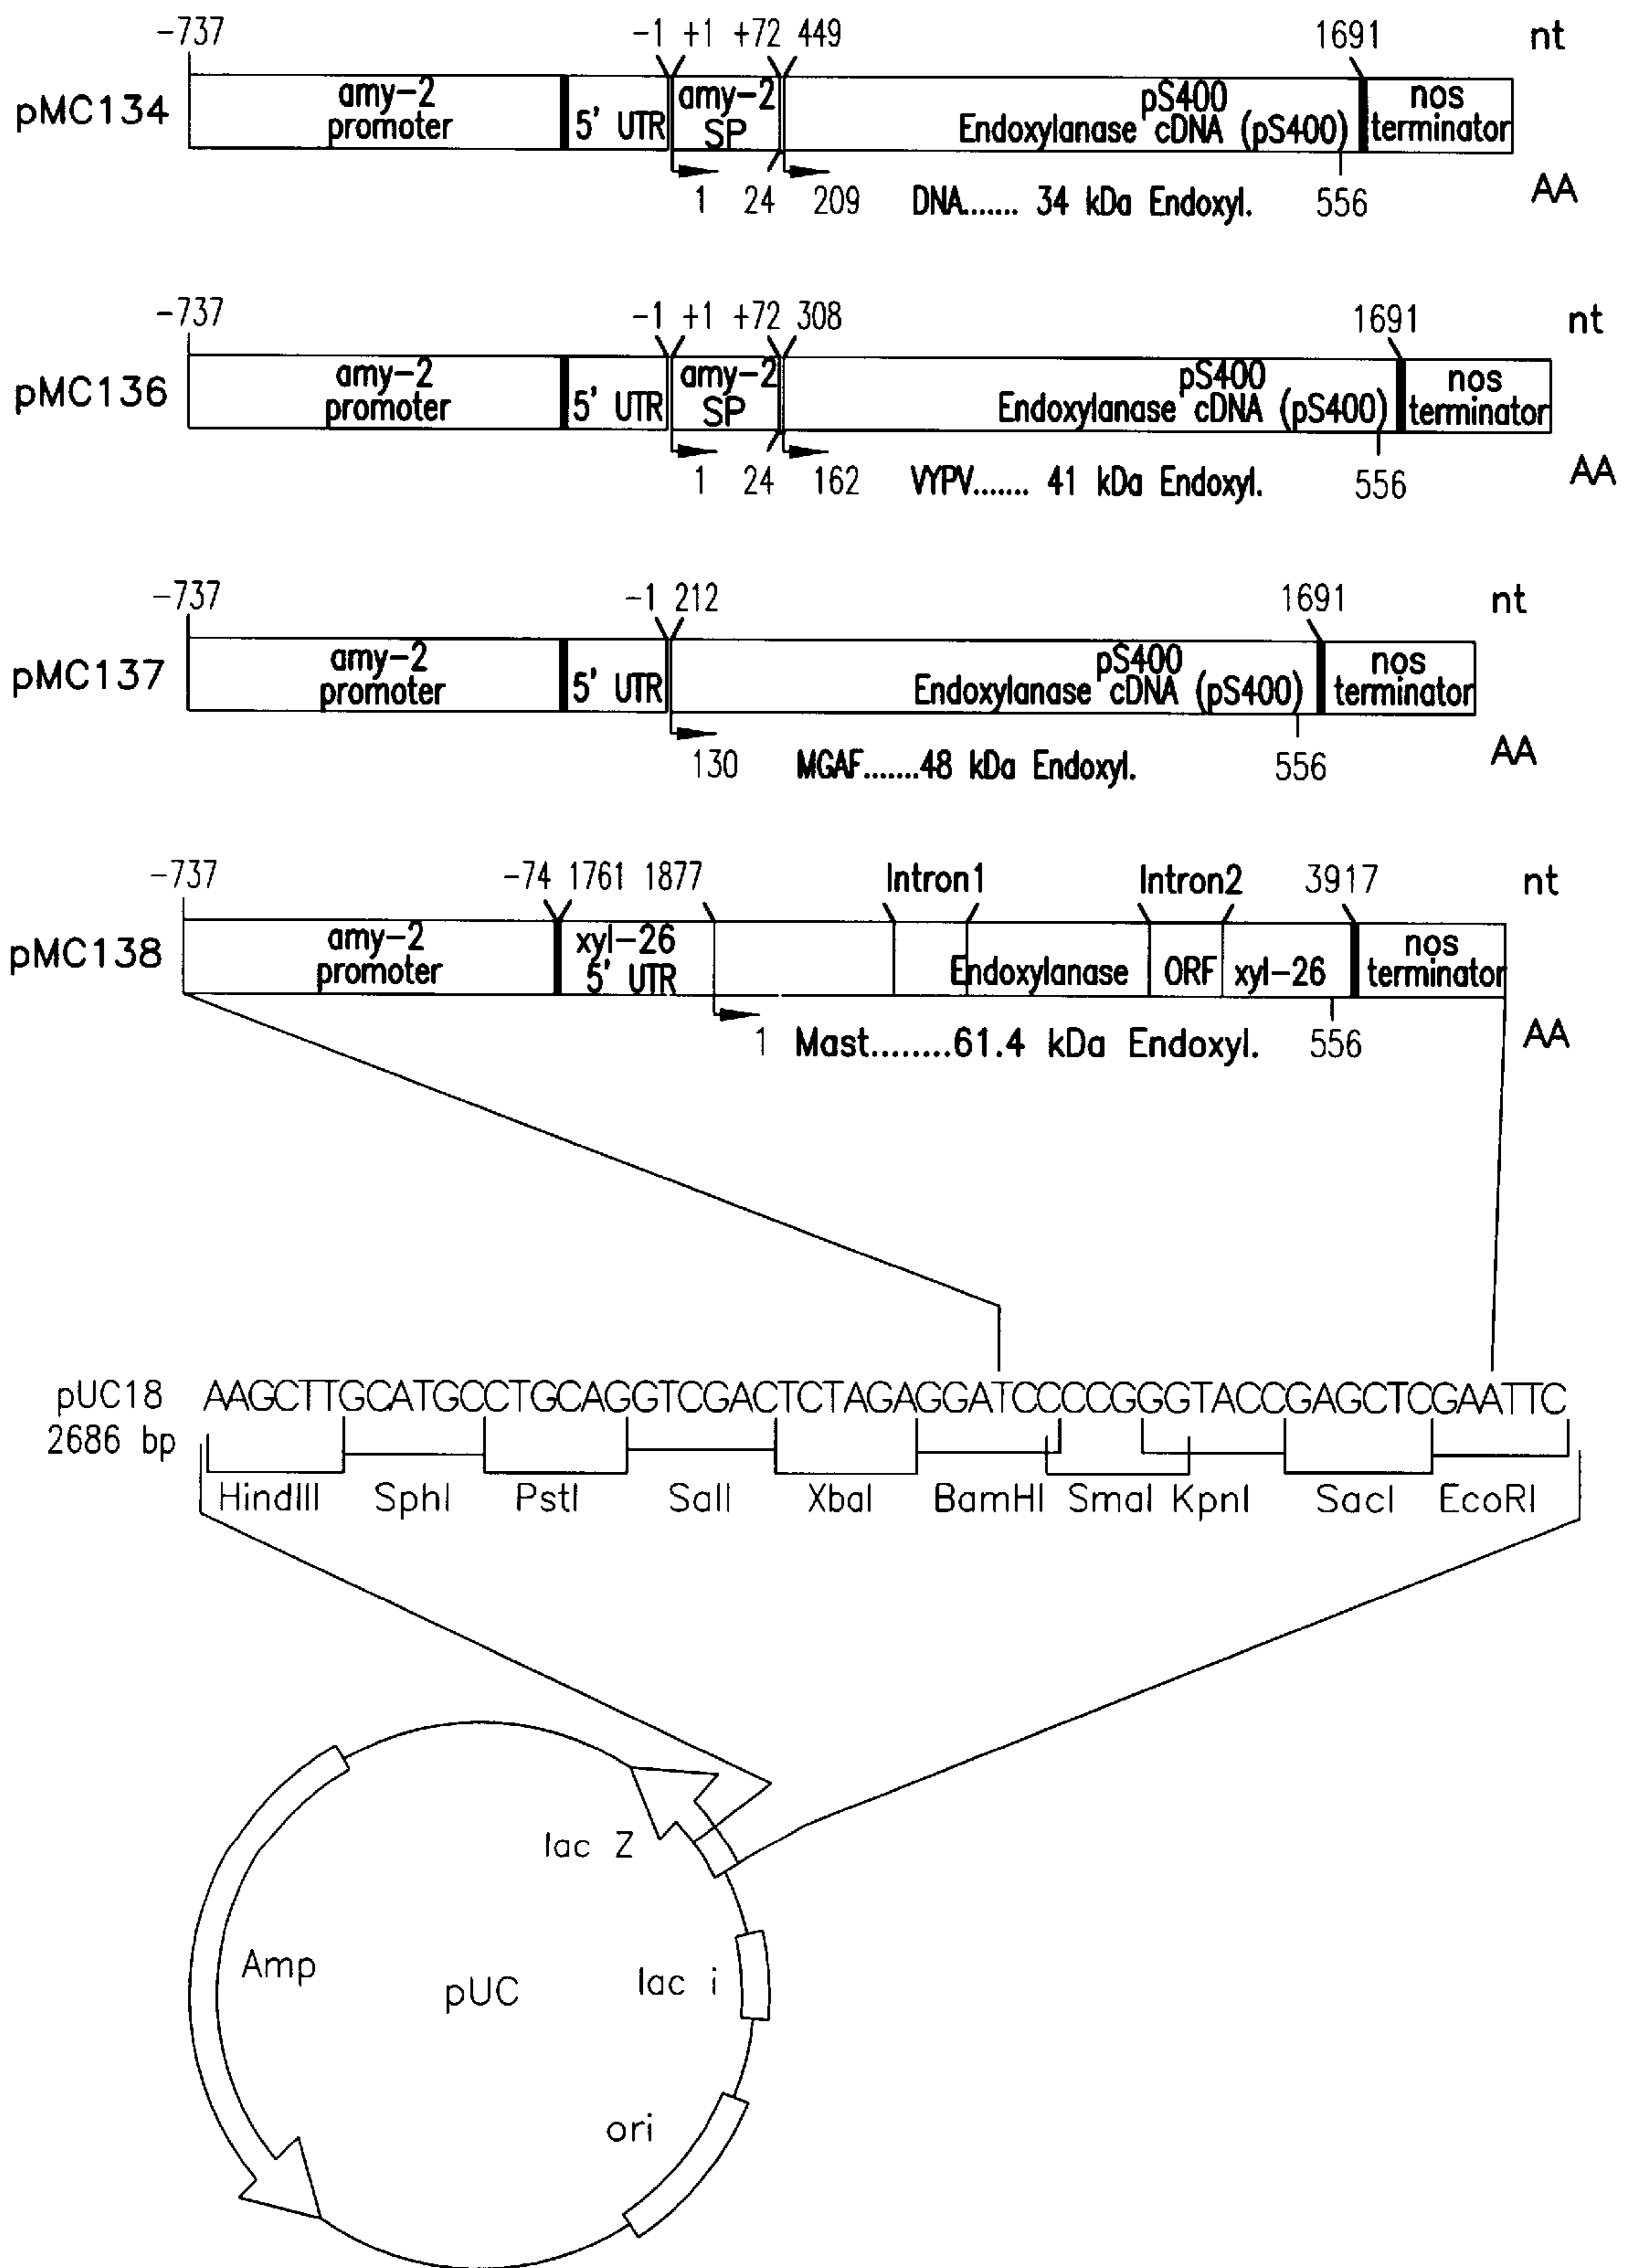 -737 -1 +1 +72 449 1691 nt
pMC134 amy-2 promoter 5' UTR amy-2 SP pS400 Endoxylanase cDNA (pS400) nos terminator
1 24 209 DNA....... 34 kDa Endoxyl. 556 AA
-737 -1 +1 +72 308 1691 nt
pMC136 amy-2 promoter 5' UTR amy-2 SP pS400 Endoxylanase cDNA (pS400) nos terminator
1 24 162 VYPV....... 41 kDa Endoxyl. 556 AA
-737 -1 212 1691 nt
pMC137 amy-2 promoter 5' UTR pS400 Endoxylanase cDNA (pS400) nos terminator
130 MGAF.......48 kDa Endoxyl. 556 AA
-737 -74 1761 1877 Intron1 Intron2 3917 nt
pMC138 amy-2 promoter xyl-26 5' UTR Endoxylanase ORF xyl-26 nos terminator
1 Mast........61.4 kDa Endoxyl. 556 AA
pUC18 AAGCTTGCATGCCTGCAGGTCGACTCTAGAGGATCCCCGGGTACCGAGCTCGAATTC
2686 bp
HindIII SphI PstI SalI XbaI BamHI SmaI KpnI SacI EcoRI
lac Z
Amp
pUC
lac i
ori